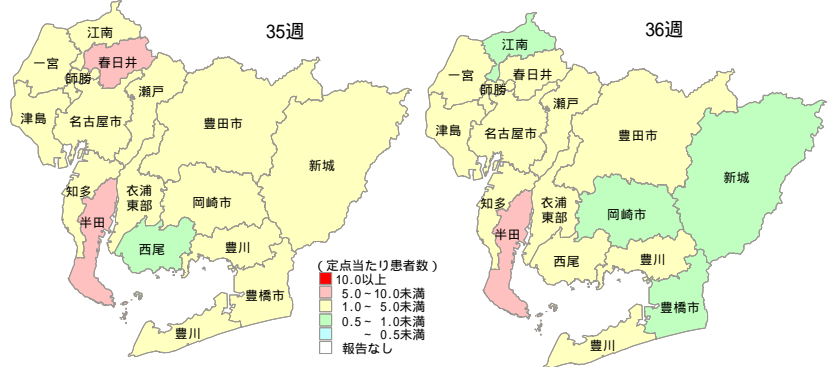 35週
江南
春日井
一宮
師勝
瀬戸
津島
名古屋市
豊田市
新城
知多
衣浦
東部
岡崎市
半田
西尾
豊川
豊橋市
豊川
(定点当たり患者数)
10.0以上
5.0~10.0未満
1.0~ 5.0未満
0.5~ 1.0未満
~ 0.5未満
報告なし
36週
江南
一宮
春日井
師勝
瀬戸
津島
名古屋市
豊田市
新城
知多
衣浦
東部
岡崎市
半田
西尾
豊川
豊橋市
豊川